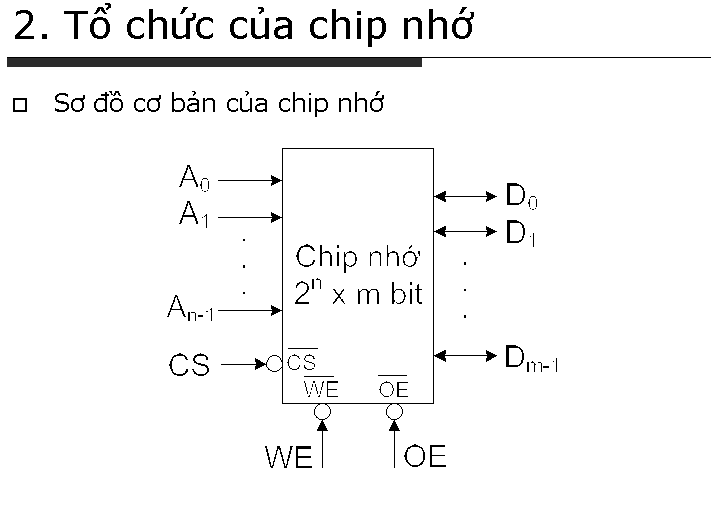 2. Tổ chức của chip nhớ
Sơ đồ cơ bản của chip nhớ
A0
A1
An-1
CS
Chip nhớ
2^n x m bit
CS
WE
OE
D0
D1
Dm-1
WE
OE